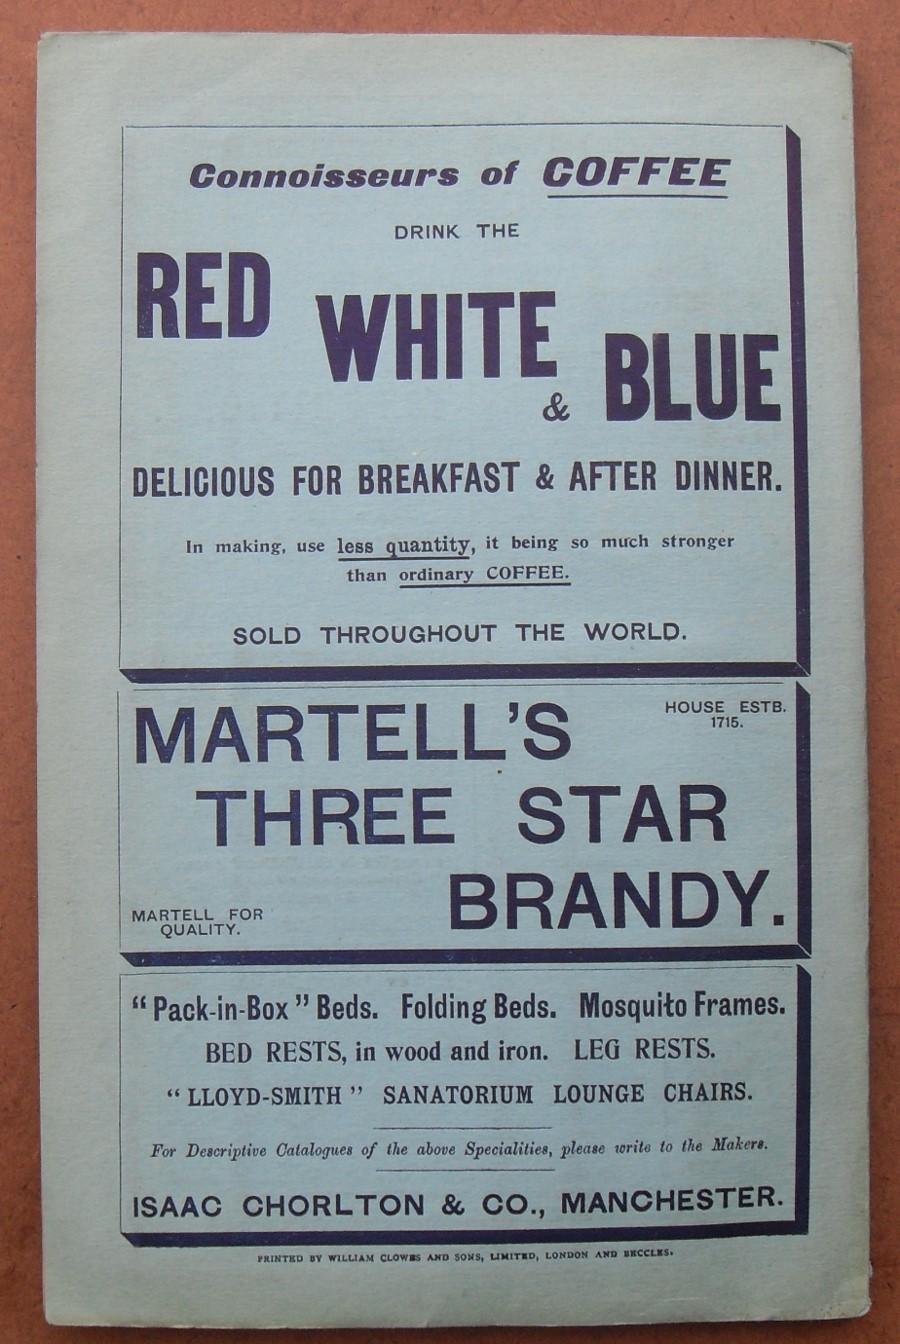 Connoisseurs of COFFEE
DRINK THE
RED
WHITE
& BLUE
DELICIOUS FOR BREAKFAST & AFTER DINNER.
In making, use less quantity, it being so much stronger
than ordinary COFFEE.
SOLD THROUGHOUT THE WORLD.
MARTELL'S
HOUSE ESTB.
1715.
THREE STAR
BRANDY.
MARTELL FOR
QUALITY.
"Pack-in-Box" Beds. Folding Beds. Mosquito Frames.
BED RESTS, in wood and iron. LEG RESTS.
"LLOYD-SMITH" SANATORIUM LOUNGE CHAIRS.
For Descriptive Catalogues of the above Specialities, please write to the Makers.
ISAAC CHORLTON & CO., MANCHESTER.
PRINTED BY WILLIAM CLOWES AND SONS, LIMITED, LONDON AND BECCLES.